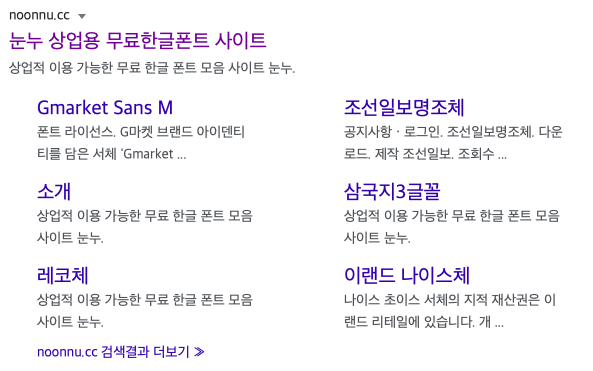 noonnu.cc
눈누 상업용 무료한글폰트 사이트
상업적 이용 가능한 무료 한글 폰트 모음 사이트 눈누.
Gmarket Sans M
폰트 라이선스. G마켓 브랜드 아이덴티
티를 담은 서체 'Gmarket ...
조선일보명조체
공지사항 · 로그인. 조선일보명조체. 다운
로드. 제작 조선일보. 조회수 ...
소개
상업적 이용 가능한 무료 한글 폰트 모음
사이트 눈누.
삼국지3글꼴
상업적 이용 가능한 무료 한글 폰트 모음
사이트 눈누.
레코체
상업적 이용 가능한 무료 한글 폰트 모음
사이트 눈누.
이랜드 나이스체
나이스 초이스 서체의 지적 재산권은 이
랜드 리테일에 있습니다. 개 ...
noonnu.cc 검색결과 더보기 ≫